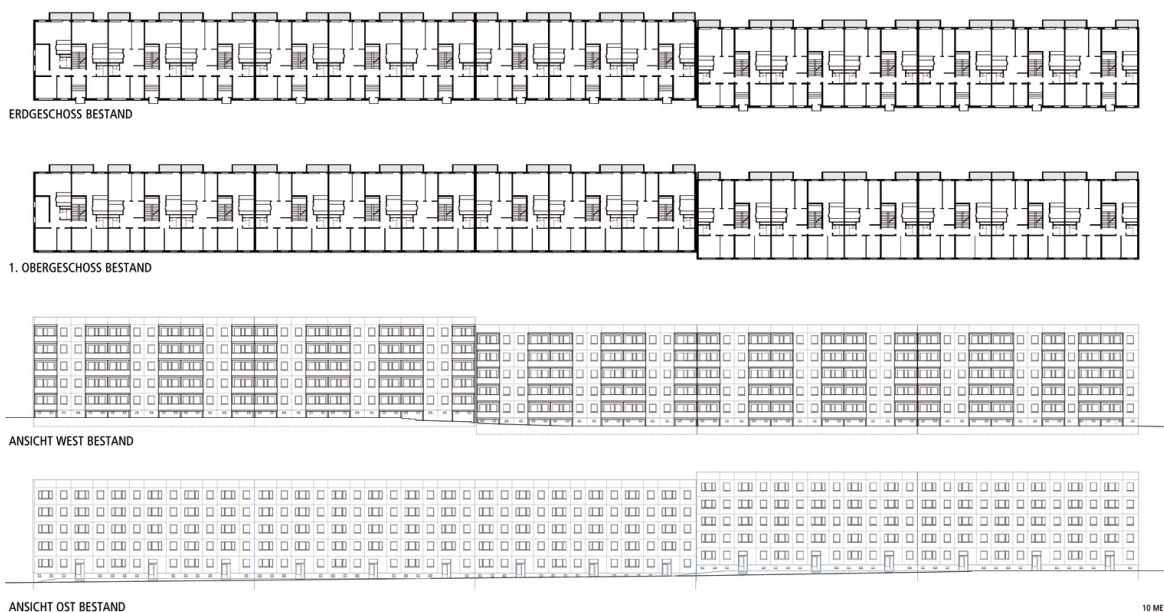 ERDGESCHOSS BESTAND
1. OBERGESCHOSS BESTAND
ANSICHT WEST BESTAND
ANSICHT OST BESTAND
10 ME